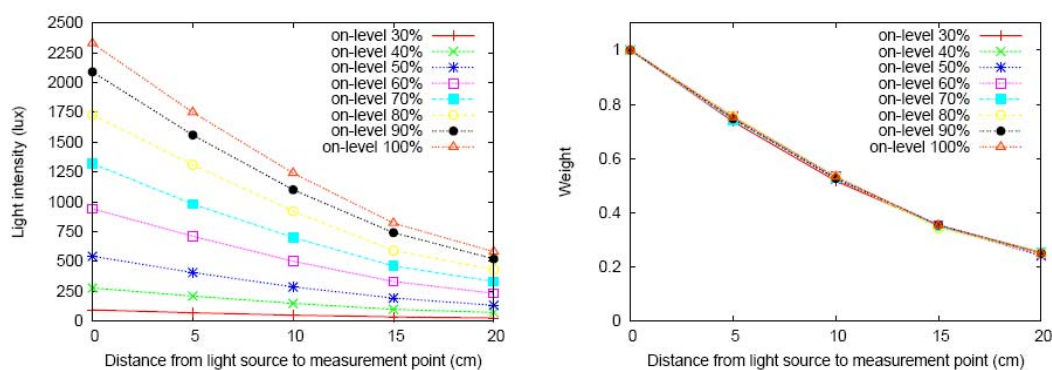 2500
2250
2000
1750
1500
1250
1000
750
500
250
0
Light intensity (lux)
on-level 30%
on-level 40%
on-level 50%
on-level 60%
on-level 70%
on-level 80%
on-level 90%
on-level 100%
0 5 10 15 20
Distance from light source to measurement point (cm)
1
0.8
0.6
0.4
0.2
0
Weight
on-level 30%
on-level 40%
on-level 50%
on-level 60%
on-level 70%
on-level 80%
on-level 90%
on-level 100%
0 5 10 15 20
Distance from light source to measurement point (cm)